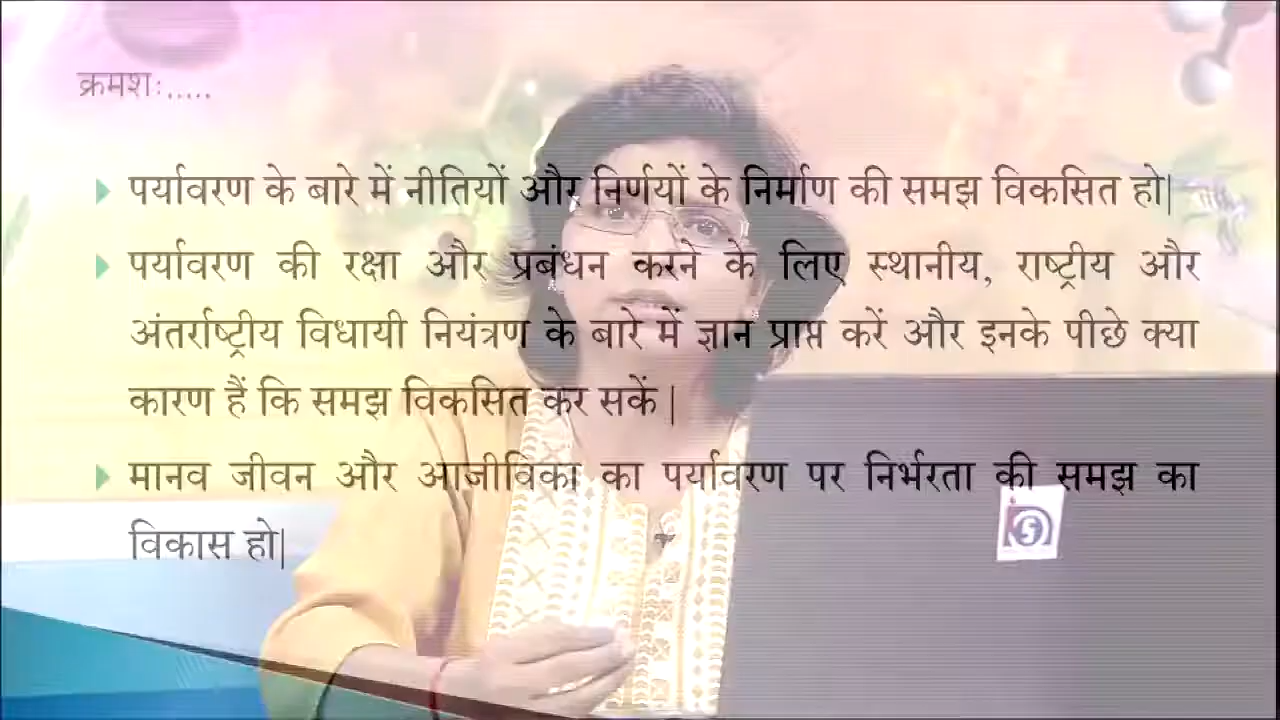 क्रमशः.....
पर्यावरण के बारे में नीतियों और निर्णयों के निर्माण की समझ विकसित हो|
पर्यावरण की रक्षा और प्रबंधन करने के लिए स्थानीय, राष्ट्रीय और
अंतर्राष्ट्रीय विधायी नियंत्रण के बारे में ज्ञान प्राप्त करें और इनके पीछे क्या
कारण हैं कि समझ विकसित कर सकें |
मानव जीवन और आजीविका का पर्यावरण पर निर्भरता की समझ का
विकास हो|